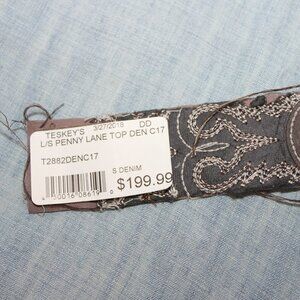 TESKEY'S 3/27/2018 DD
L/S PENNY LANE TOP DEN C17
T2882DENC17
S DENIM
$199.99